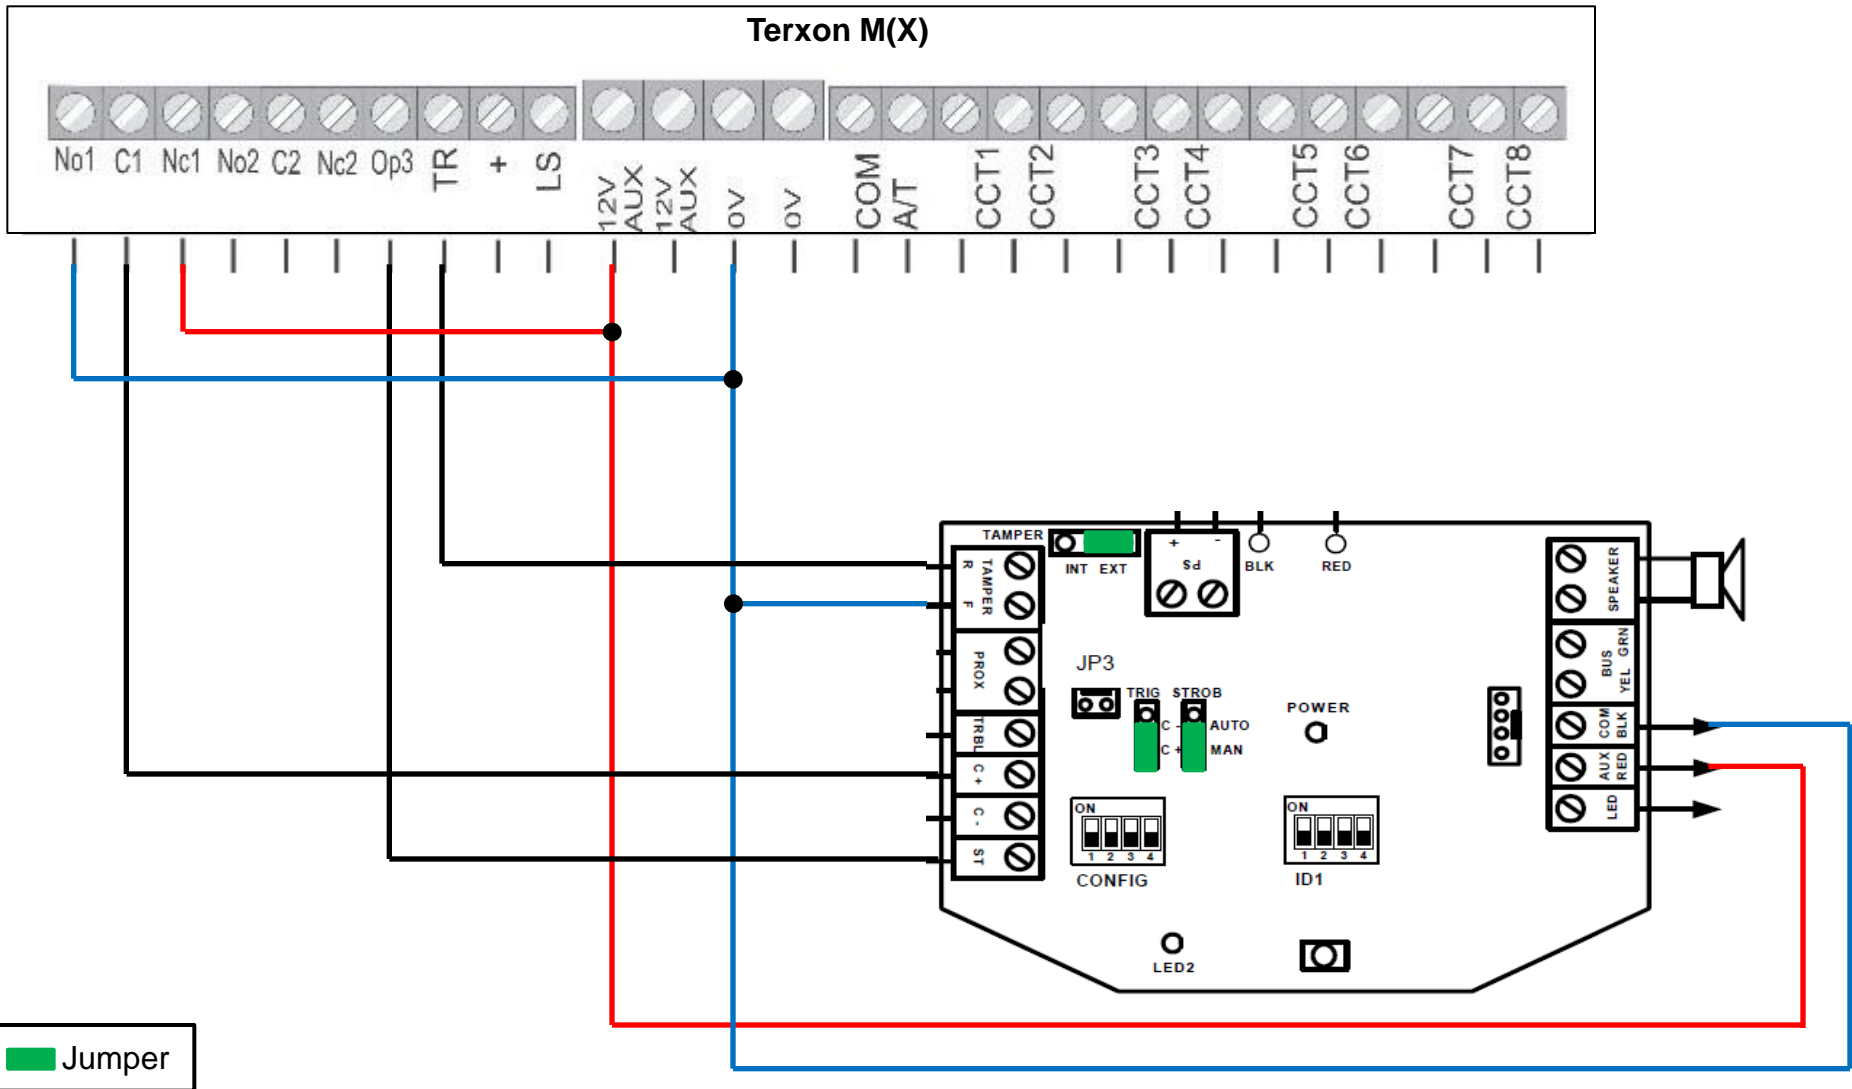 Terxon M(X)
No1 C1 Nc1 No2 C2 Nc2 Op3 TR + LS 12V AUX 12V AUX 0V 0V COM A/T CCT1 CCT2 CCT3 CCT4 CCT5 CCT6 CCT7 CCT8
TAMPER
INT EXT
+ -
PS
BLK
RED
TAMPER
R
F
PROX
TRBL
C +
C -
ST
JP3
TRIG STROB
C - AUTO
C + MAN
POWER
ON
1 2 3 4
CONFIG
ON
1 2 3 4
ID1
LED2
SPEAKER
BUS
YEL GRN
COM
BLK
AUX
RED
LED
Jumper